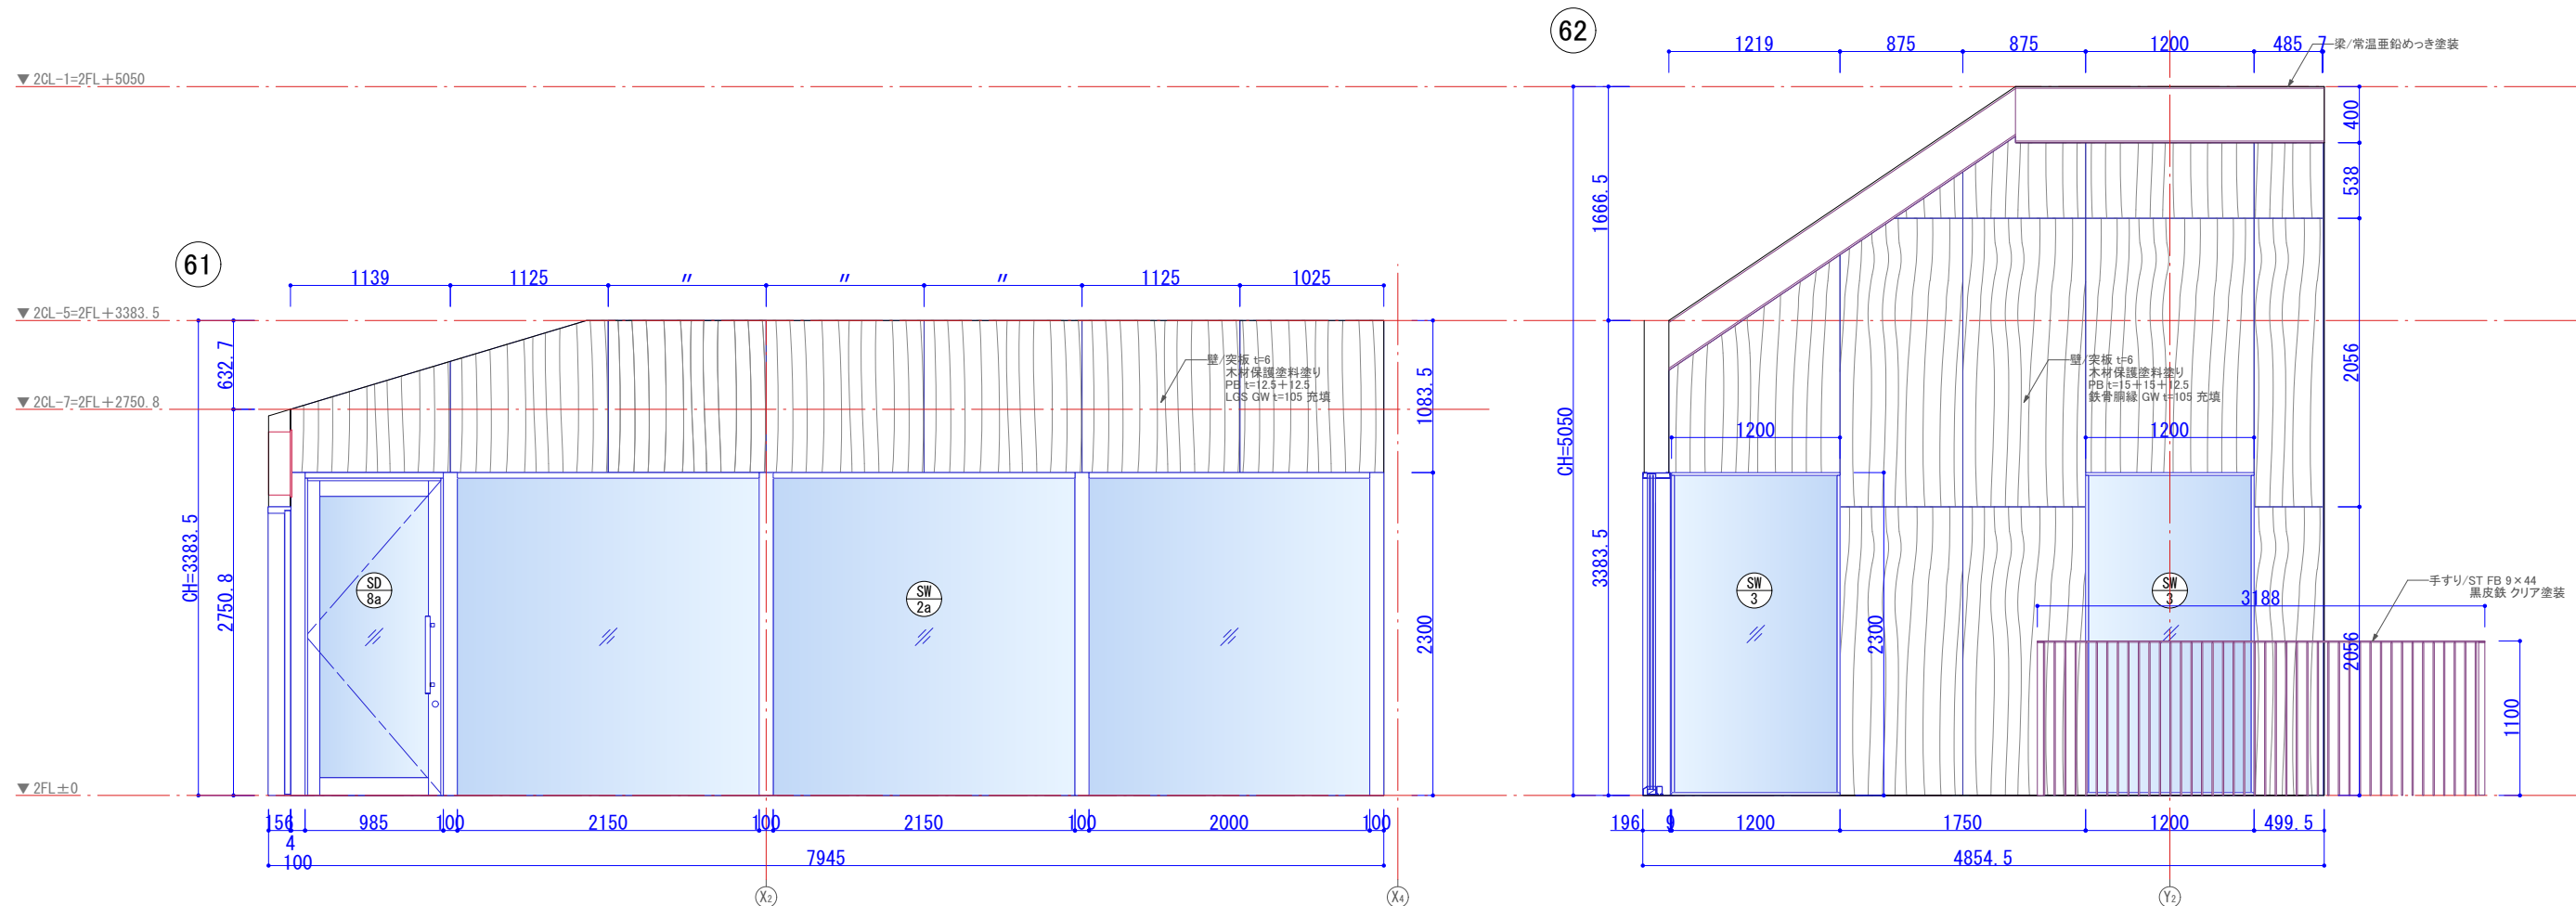 62
1219
875
875
1200
485
7
梁/常温亜鉛めっき塗装
▼ 2CL-1=2FL+5050
400
538
1666.5
61
1139
1125
〃
〃
〃
1125
1025
▼ 2CL-5=2FL+3383.5
632.7
壁/突板 t=6
木材保護塗料塗り
PB t=12.5+12.5
LGS GW t=105 充填
1083.5
壁/突板 t=6
木材保護塗料塗り
PB t=15+15+12.5
鉄骨胴縁 GW t=105 充填
2056
▼ 2CL-7=2FL+2750.8
CH=5050
1200
1200
CH=3383.5
2750.8
3383.5
SD
8a
SW
2a
SW
3
SW
3
手すり/ST FB 9×44
黒皮鉄 クリア塗装
3188
2300
2300
2056
1100
▼ 2FL±0
156
4
100
985
100
2150
100
2150
100
2000
100
7945
196
9
1200
1750
1200
499.5
4854.5
X2
X4
Y2